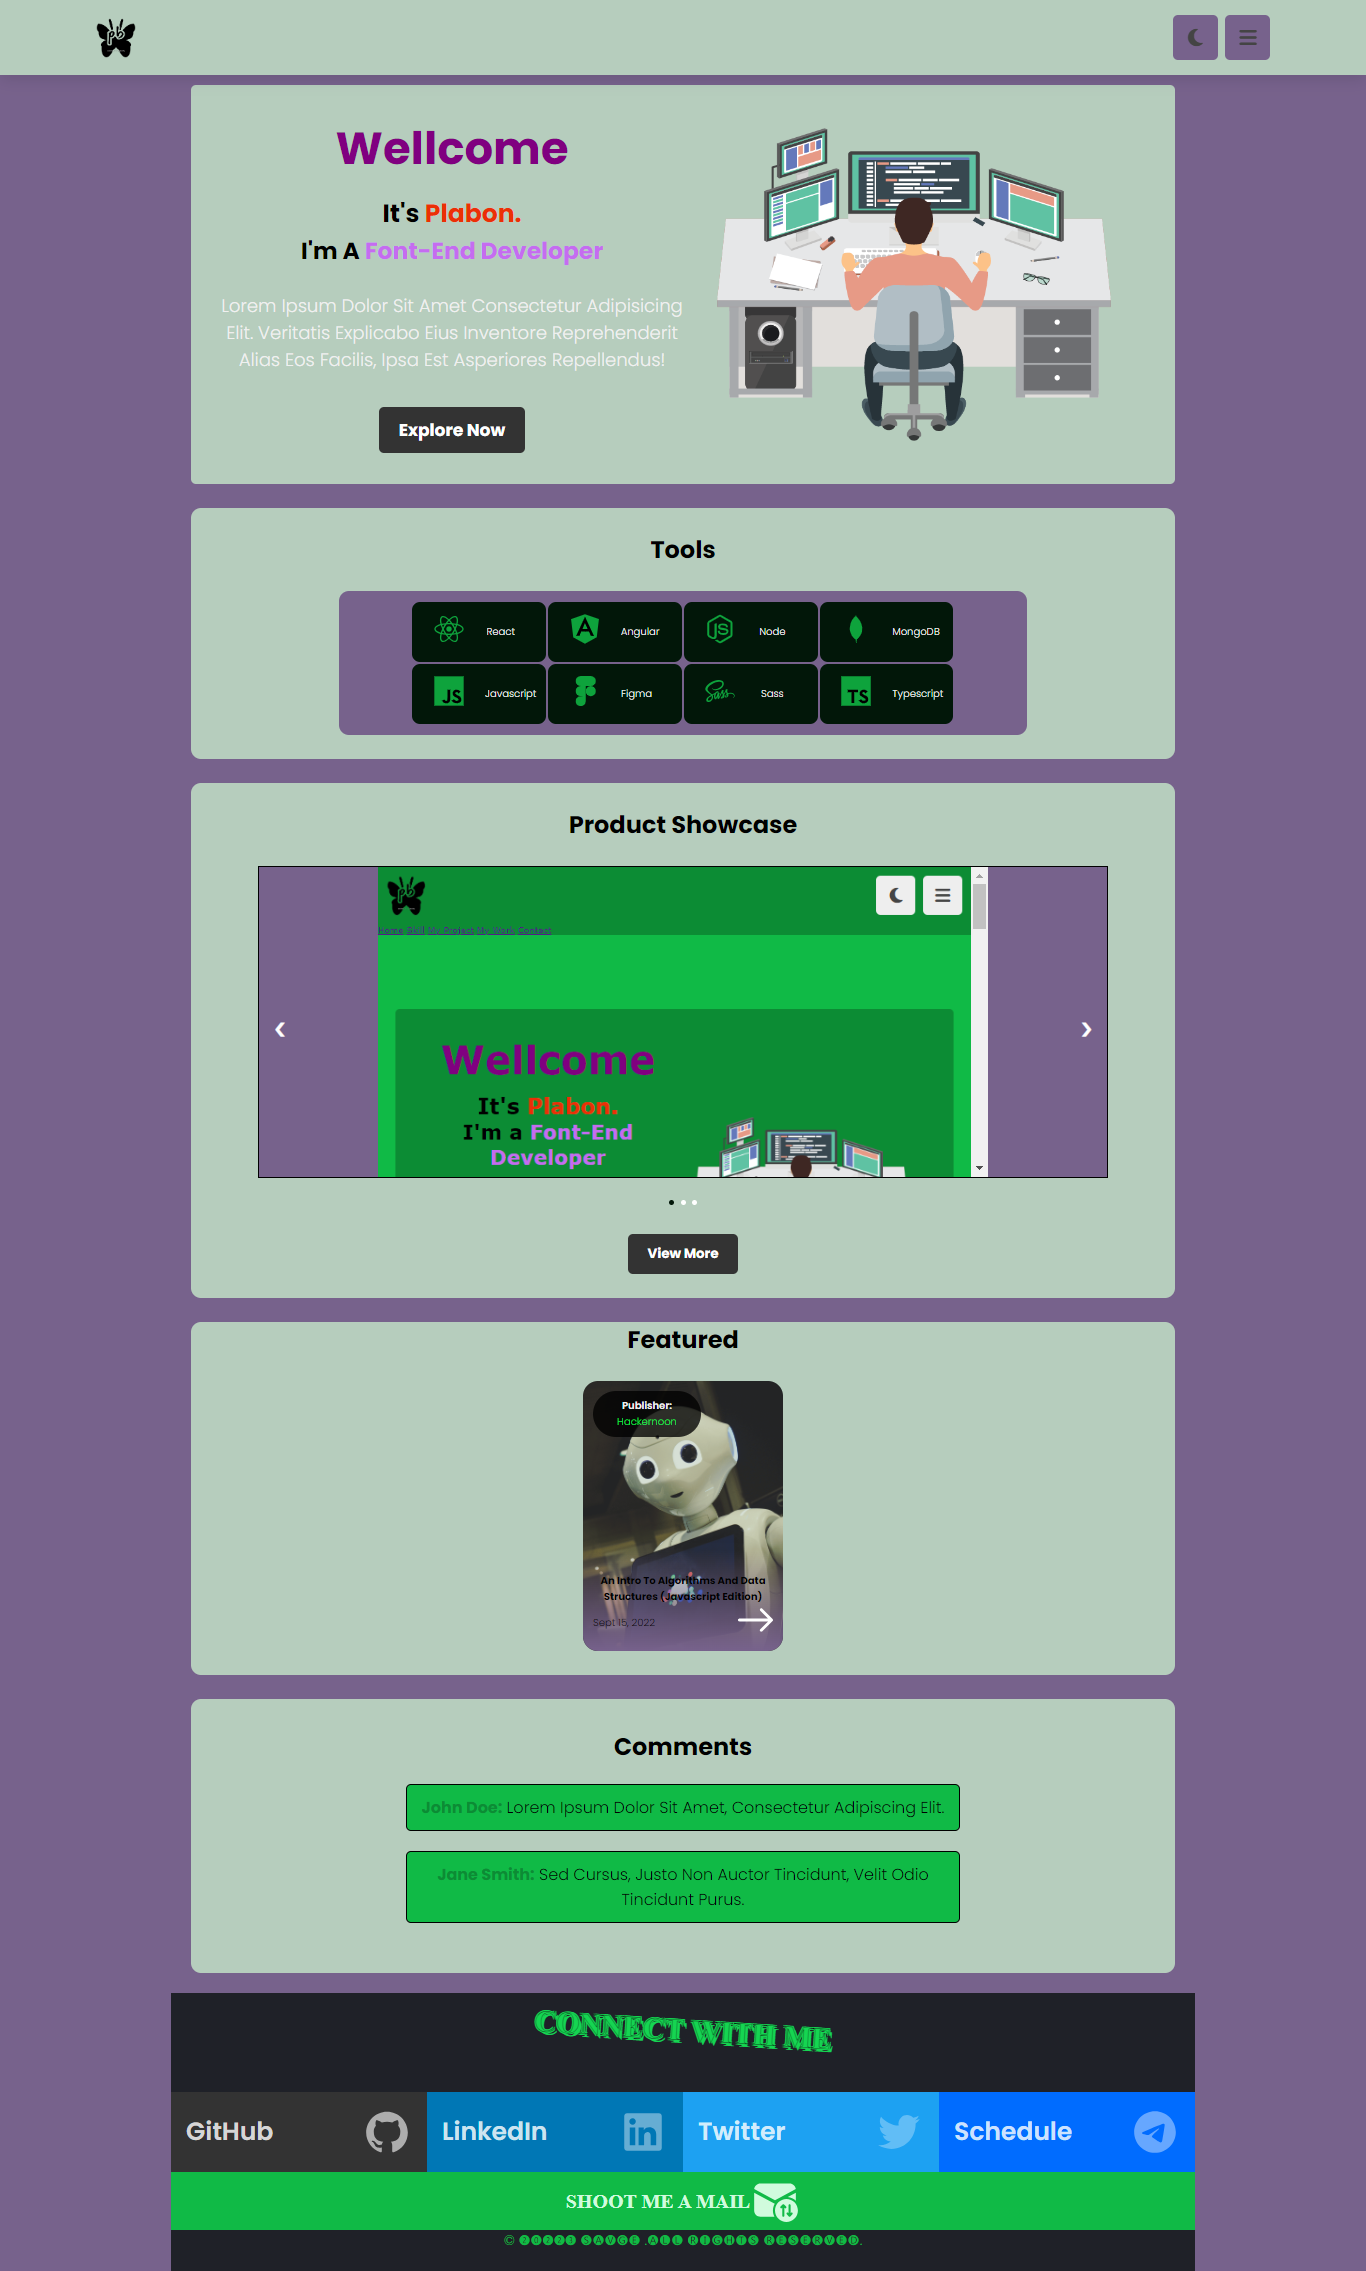 pb
Wellcome
It's Plabon.
I'm A Font-End Developer
Lorem Ipsum Dolor Sit Amet Consectetur Adipisicing
Elit. Veritatis Explicabo Eius Inventore Reprehenderit
Alias Eos Facilis, Ipsa Est Asperiores Repellendus!
Explore Now
Tools
React
Angular
JS
Node
MongoDB
JS
Javascript
Figma
Sass
Sass
TS
Typescript
Product Showcase
pb
Home Skill My Project My Work Contact
Wellcome
It's Plabon.
I'm a Font-End
Developer
‹
›
View More
Featured
Publisher:
Hackernoon
An Intro To Algorithms And Data
Structures (Javascript Edition)
Sept 15, 2022
Comments
John Doe: Lorem Ipsum Dolor Sit Amet, Consectetur Adipiscing Elit.
Jane Smith: Sed Cursus, Justo Non Auctor Tincidunt, Velit Odio
Tincidunt Purus.
CONNECT WITH ME
GitHub
LinkedIn
in
Twitter
Schedule
SHOOT ME A MAIL